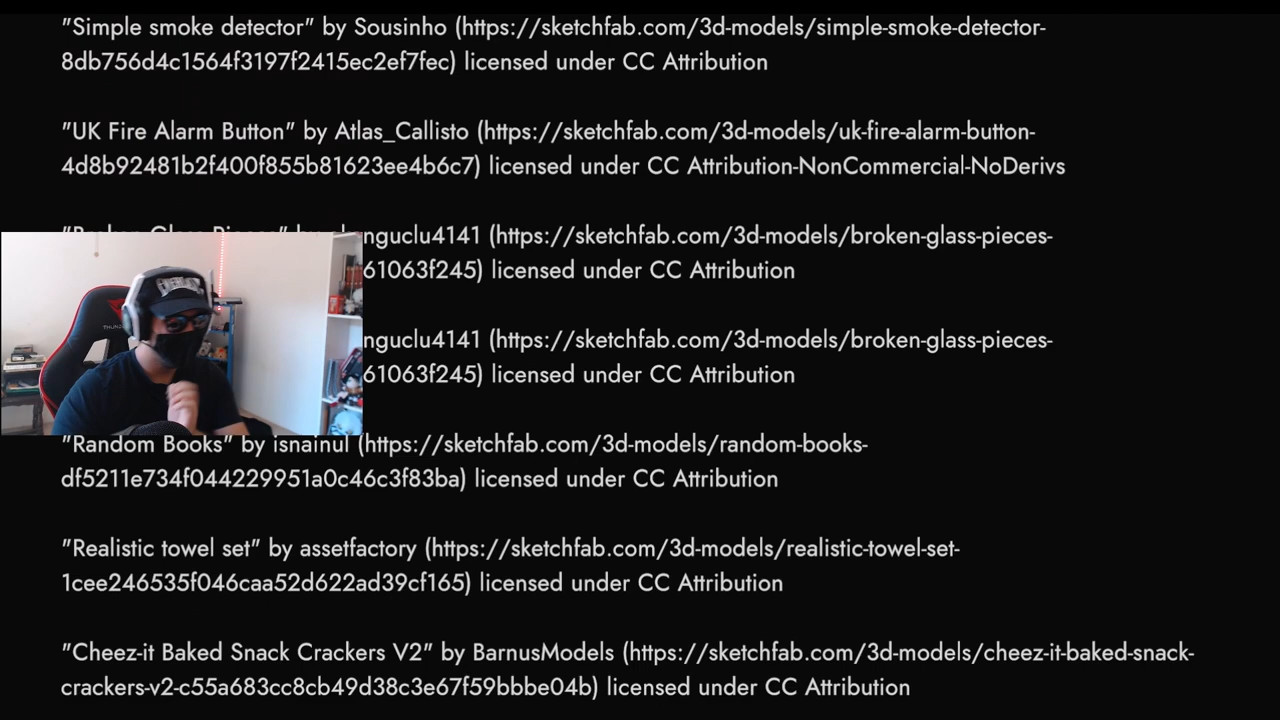 "Simple smoke detector" by Sousinho (https://sketchfab.com/3d-models/simple-smoke-detector-
8db756d4c1564f3197f2415ec2ef7fec) licensed under CC Attribution
"UK Fire Alarm Button" by Atlas_Callisto (https://sketchfab.com/3d-models/uk-fire-alarm-button-
4d8b92481b2f400f855b81623ee4b6c7) licensed under CC Attribution-NonCommercial-NoDerivs
nguclu4141 (https://sketchfab.com/3d-models/broken-glass-pieces-
61063f245) licensed under CC Attribution
nguclu4141 (https://sketchfab.com/3d-models/broken-glass-pieces-
61063f245) licensed under CC Attribution
"Random Books" by isnainul (https://sketchfab.com/3d-models/random-books-
df5211e734f044229951a0c46c3f83ba) licensed under CC Attribution
"Realistic towel set" by assetfactory (https://sketchfab.com/3d-models/realistic-towel-set-
1cee246535f046caa52d622ad39cf165) licensed under CC Attribution
"Cheez-it Baked Snack Crackers V2" by BarnusModels (https://sketchfab.com/3d-models/cheez-it-baked-snack-
crackers-v2-c55a683cc8cb49d38c3e67f59bbbe04b) licensed under CC Attribution